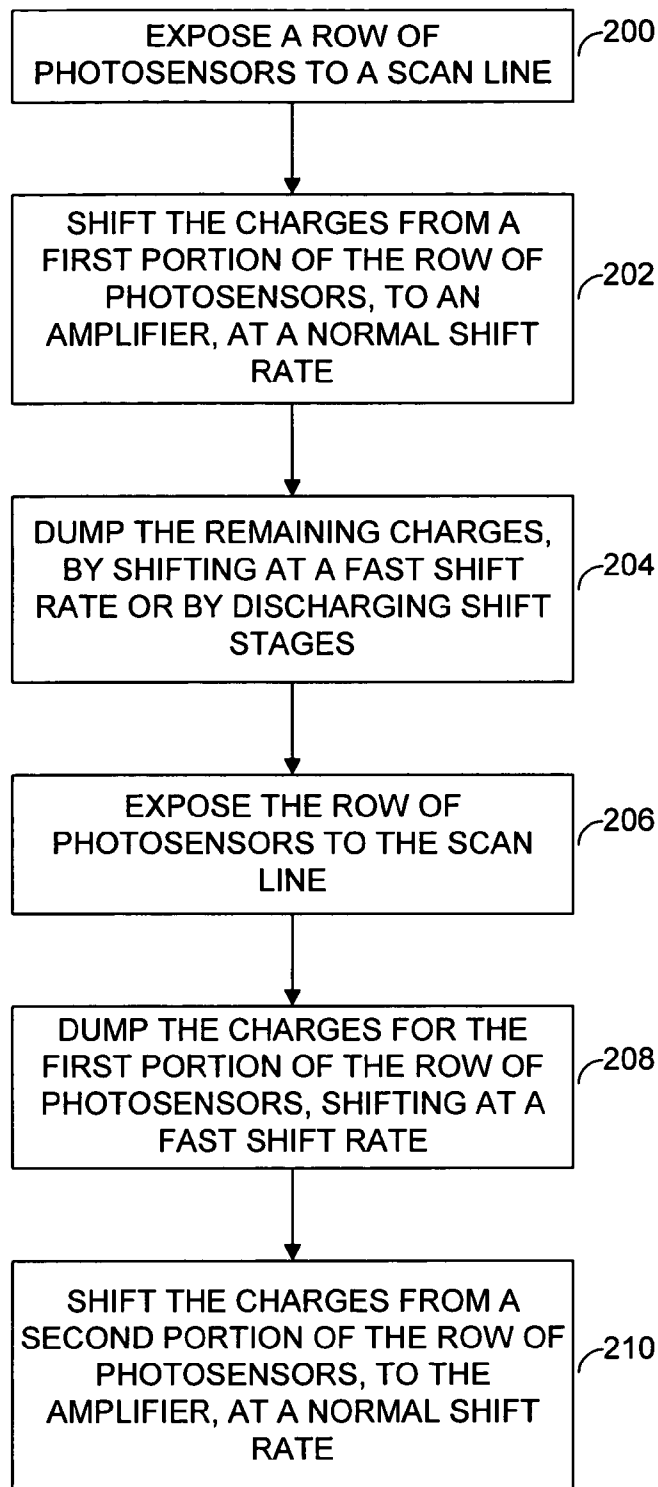 EXPOSE A ROW OF
PHOTOSENSORS TO A SCAN LINE
200
SHIFT THE CHARGES FROM A
FIRST PORTION OF THE ROW OF
PHOTOSENSORS, TO AN
AMPLIFIER, AT A NORMAL SHIFT
RATE
202
DUMP THE REMAINING CHARGES,
BY SHIFTING AT A FAST SHIFT
RATE OR BY DISCHARGING SHIFT
STAGES
204
EXPOSE THE ROW OF
PHOTOSENSORS TO THE SCAN
LINE
206
DUMP THE CHARGES FOR THE
FIRST PORTION OF THE ROW OF
PHOTOSENSORS, SHIFTING AT A
FAST SHIFT RATE
208
SHIFT THE CHARGES FROM A
SECOND PORTION OF THE ROW OF
PHOTOSENSORS, TO THE
AMPLIFIER, AT A NORMAL SHIFT
RATE
210